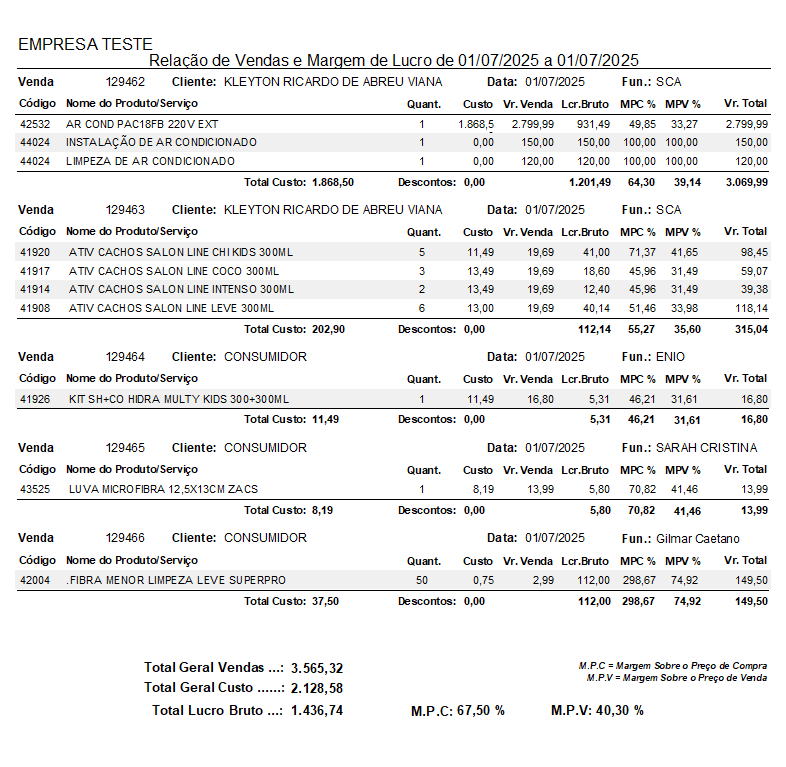 EMPRESA TESTE
Relação de Vendas e Margem de Lucro de 01/07/2025 a 01/07/2025
Venda 129462 Cliente: KLEYTON RICARDO DE ABREU VIANA Data: 01/07/2025 Fun.: SCA
Código Nome do Produto/Serviço Quant. Custo Vr. Venda Lcr.Bruto MPC % MPV % Vr. Total
42532 AR COND PAC18FB 220V EXT 1 1.868,5 2.799,99 931,49 49,85 33,27 2.799,99
44024 INSTALAÇÃO DE AR CONDICIONADO 1 0,00 150,00 150,00 100,00 100,00 150,00
44024 LIMPEZA DE AR CONDICIONADO 1 0,00 120,00 120,00 100,00 100,00 120,00
Total Custo: 1.868,50 Descontos: 0,00 1.201,49 64,30 39,14 3.069,99
Venda 129463 Cliente: KLEYTON RICARDO DE ABREU VIANA Data: 01/07/2025 Fun.: SCA
Código Nome do Produto/Serviço Quant. Custo Vr. Venda Lcr.Bruto MPC % MPV % Vr. Total
41920 ATIV CACHOS SALON LINE CHI KIDS 300ML 5 11,49 19,69 41,00 71,37 41,65 98,45
41917 ATIV CACHOS SALON LINE COCO 300ML 3 13,49 19,69 18,60 45,96 31,49 59,07
41914 ATIV CACHOS SALON LINE INTENSO 300ML 2 13,49 19,69 12,40 45,96 31,49 39,38
41908 ATIV CACHOS SALON LINE LEVE 300ML 6 13,00 19,69 40,14 51,46 33,98 118,14
Total Custo: 202,90 Descontos: 0,00 112,14 55,27 35,60 315,04
Venda 129464 Cliente: CONSUMIDOR Data: 01/07/2025 Fun.: ENIO
Código Nome do Produto/Serviço Quant. Custo Vr. Venda Lcr.Bruto MPC % MPV % Vr. Total
41926 KIT SH+CO HIDRA MULTY KIDS 300+300ML 1 11,49 16,80 5,31 46,21 31,61 16,80
Total Custo: 11,49 Descontos: 0,00 5,31 46,21 31,61 16,80
Venda 129465 Cliente: CONSUMIDOR Data: 01/07/2025 Fun.: SARAH CRISTINA
Código Nome do Produto/Serviço Quant. Custo Vr. Venda Lcr.Bruto MPC % MPV % Vr. Total
43525 LUVA MICROFIBRA 12,5X13CM ZACS 1 8,19 13,99 5,80 70,82 41,46 13,99
Total Custo: 8,19 Descontos: 0,00 5,80 70,82 41,46 13,99
Venda 129466 Cliente: CONSUMIDOR Data: 01/07/2025 Fun.: Gilmar Caetano
Código Nome do Produto/Serviço Quant. Custo Vr. Venda Lcr.Bruto MPC % MPV % Vr. Total
42004 .FIBRA MENOR LIMPEZA LEVE SUPERPRO 50 0,75 2,99 112,00 298,67 74,92 149,50
Total Custo: 37,50 Descontos: 0,00 112,00 298,67 74,92 149,50
Total Geral Vendas ...: 3.565,32 M.P.C = Margem Sobre o Preço de Compra
M.P.V = Margem Sobre o Preço de Venda
Total Geral Custo ......: 2.128,58
Total Lucro Bruto ...: 1.436,74 M.P.C: 67,50 % M.P.V: 40,30 %